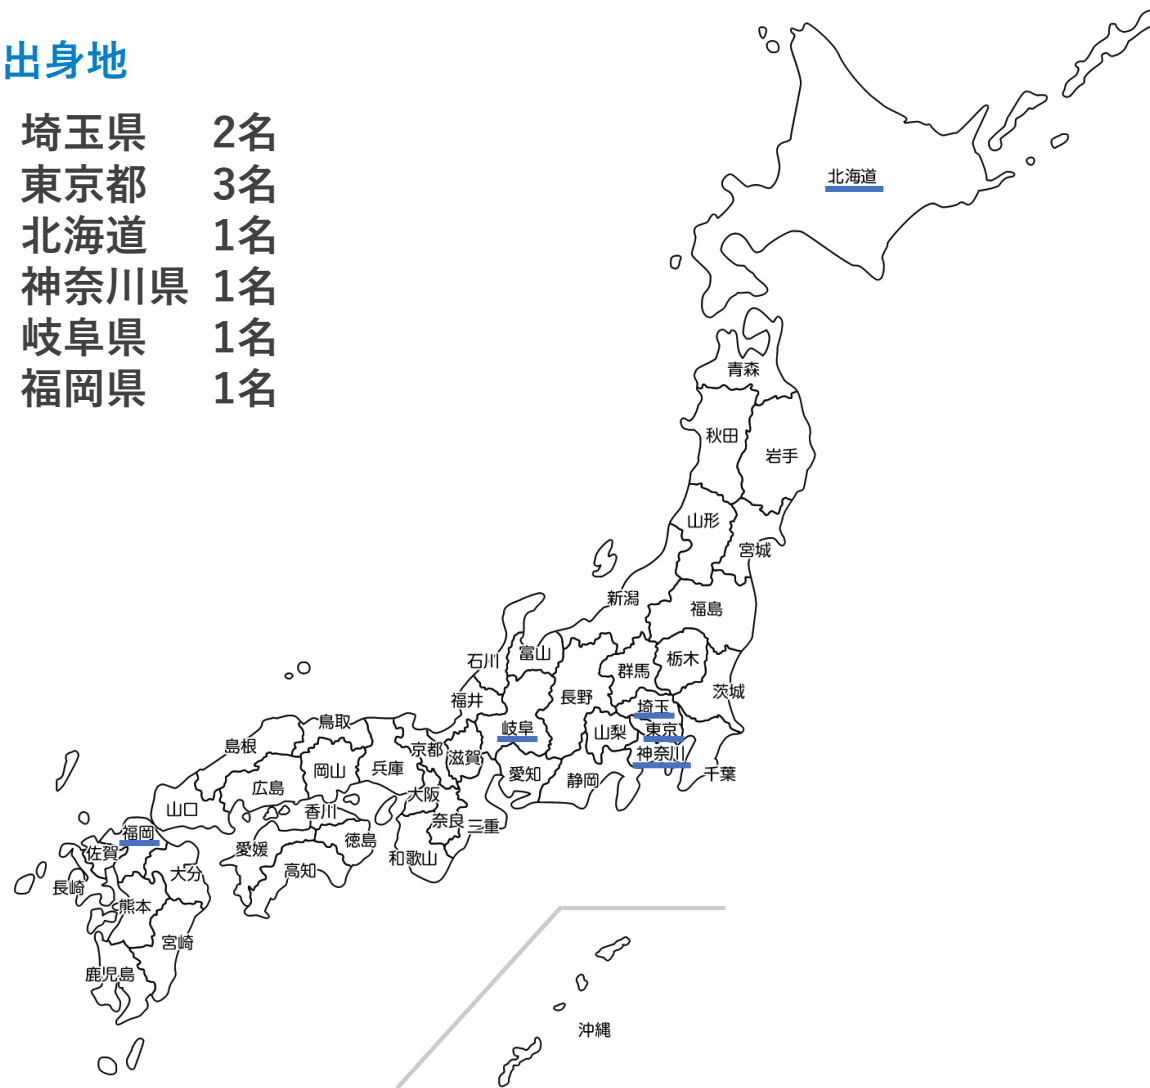 出身地
埼玉県 2名
東京都 3名
北海道 1名
神奈川県 1名
岐阜県 1名
福岡県 1名
北海道
青森
秋田
岩手
山形
宮城
新潟
福島
石川
富山
群馬
栃木
福井
長野
茨城
埼玉
岐阜
山梨
東京
鳥取
島根
京都
滋賀
神奈川
兵庫
岡山
愛知
静岡
千葉
広島
大阪
山口
香川
奈良
三重
福岡
徳島
佐賀
愛媛
和歌山
高知
大分
長崎
熊本
宮崎
鹿児島
沖縄